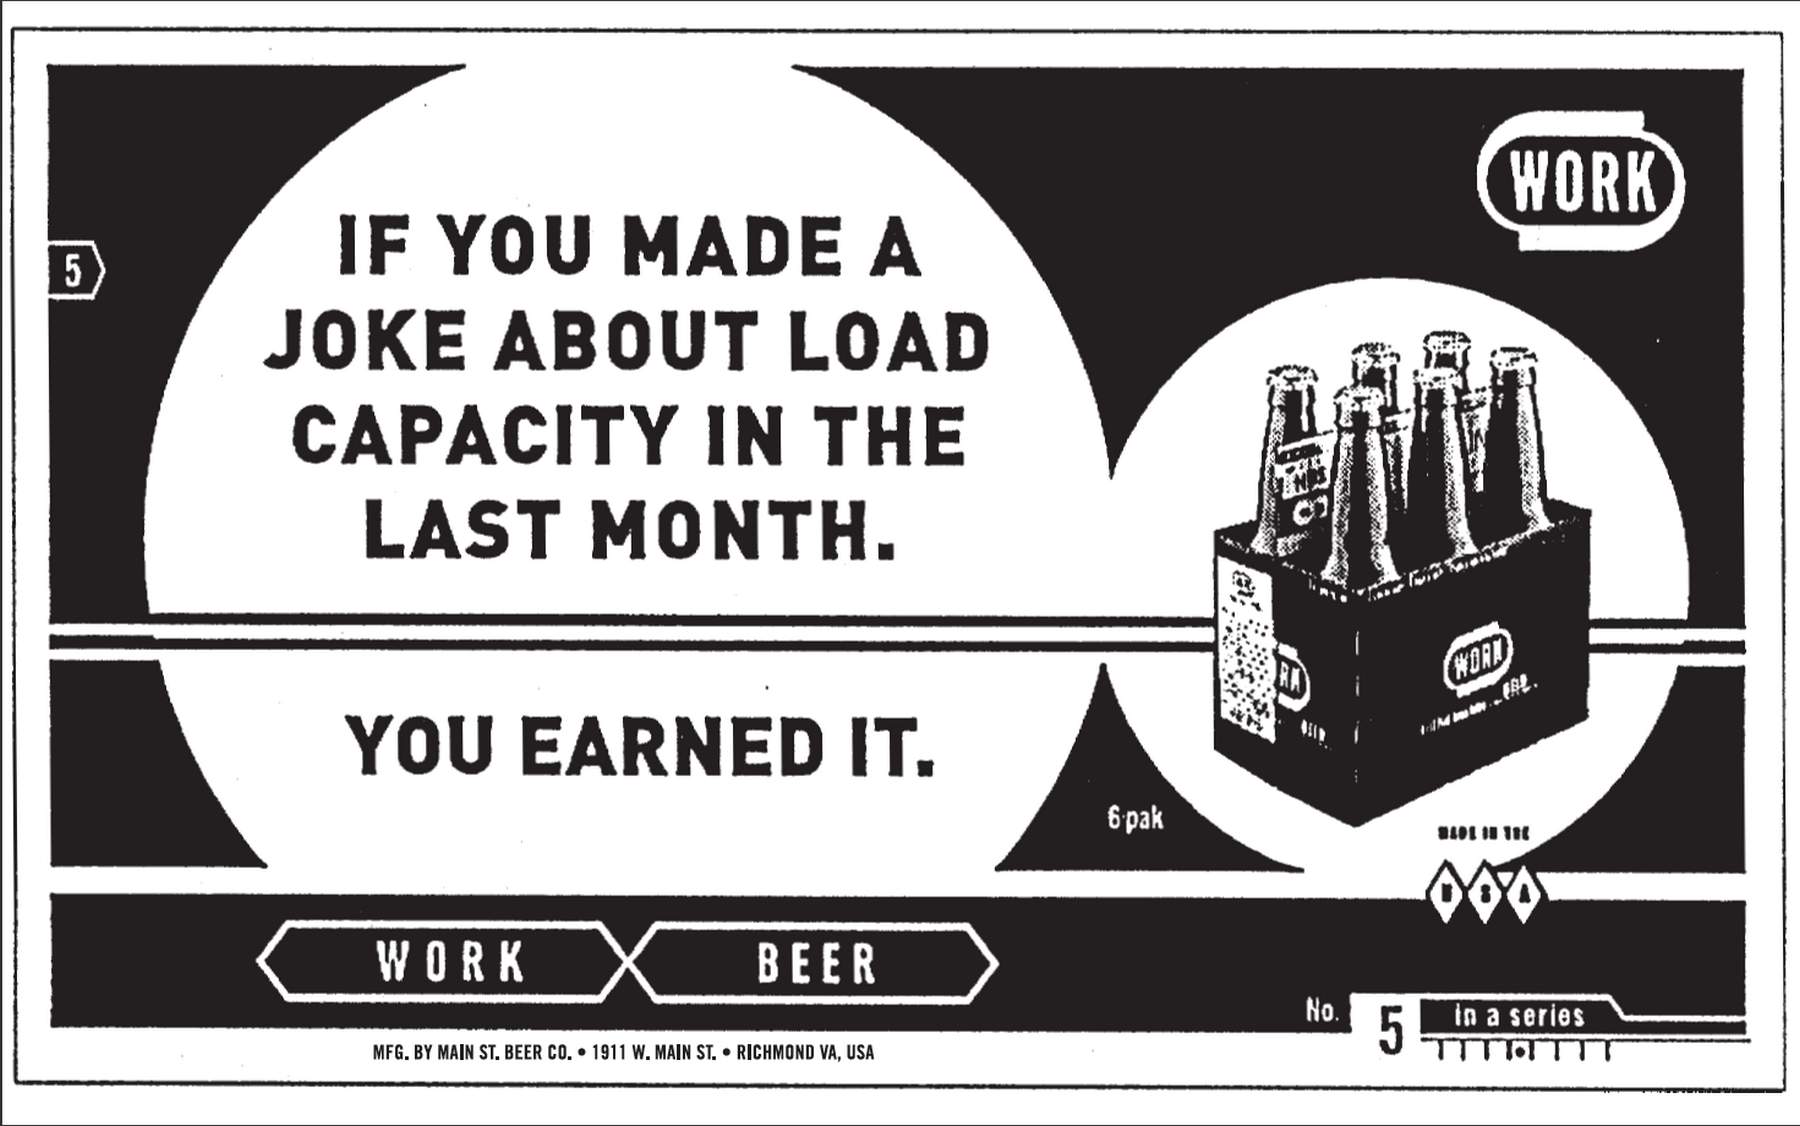 WORK
5
IF YOU MADE A
JOKE ABOUT LOAD
CAPACITY IN THE
LAST MONTH.
WORK
YOU EARNED IT.
6·pak
MADE IN THE
U S A
WORK BEER
No. 5 in a series
MFG. BY MAIN ST. BEER CO. • 1911 W. MAIN ST. • RICHMOND VA, USA